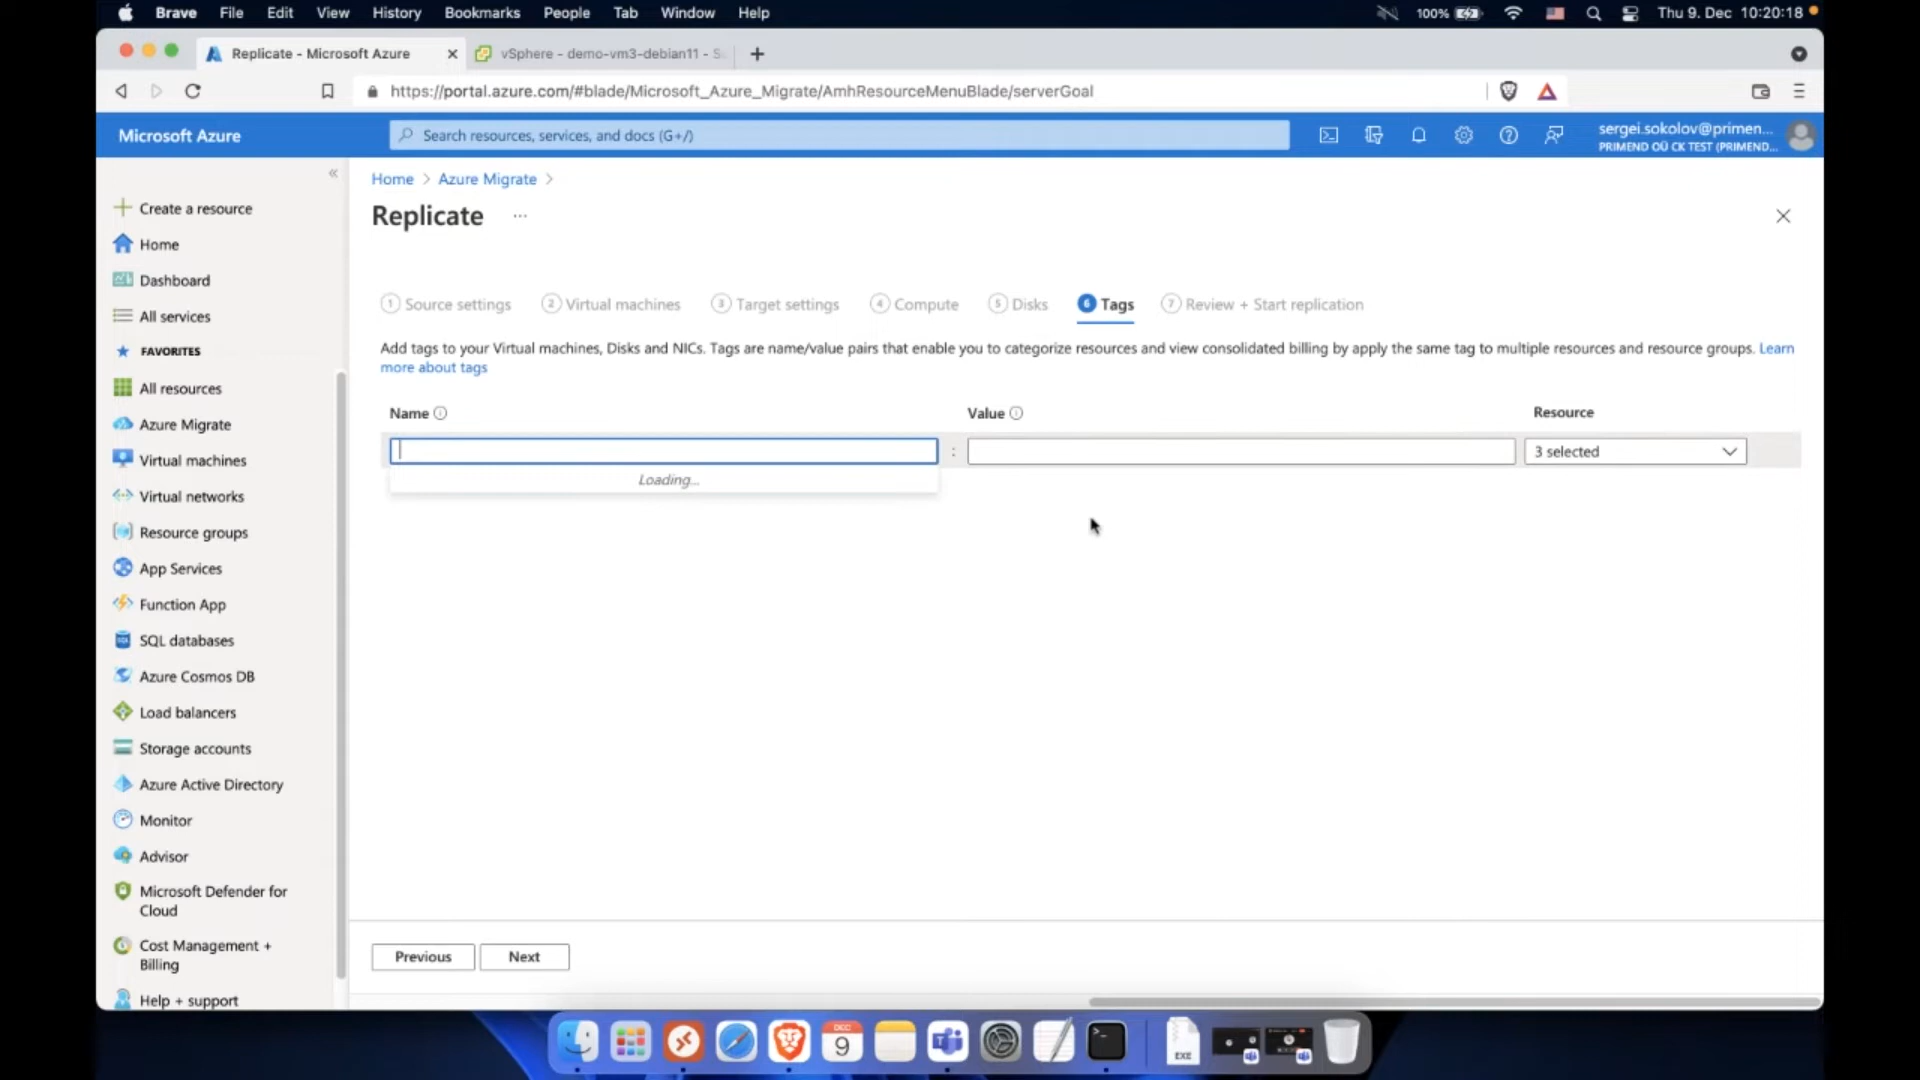 Brave File Edit View History Bookmarks People Tab Window Help 100% Thu 9. Dec 10:20:18
Replicate - Microsoft Azure vSphere - demo-vm3-debian11 - S
https://portal.azure.com/#blade/Microsoft_Azure_Migrate/AmhResourceMenuBlade/serverGoal
Microsoft Azure
Search resources, services, and docs (G+/)
sergei.sokolov@primen...
PRIMEND OÜ CK TEST (PRIMEND...
Create a resource
Home
Dashboard
All services
FAVORITES
All resources
Azure Migrate
Virtual machines
Virtual networks
Resource groups
App Services
Function App
SQL databases
Azure Cosmos DB
Load balancers
Storage accounts
Azure Active Directory
Monitor
Advisor
Microsoft Defender for
Cloud
Cost Management +
Billing
Help + support
Home > Azure Migrate >
Replicate ...
1 Source settings 2 Virtual machines 3 Target settings 4 Compute 5 Disks 6 Tags 7 Review + Start replication
Add tags to your Virtual machines, Disks and NICs. Tags are name/value pairs that enable you to categorize resources and view consolidated billing by apply the same tag to multiple resources and resource groups. Learn
more about tags
Name Value Resource
: 3 selected
Loading...
Previous Next
DEC
9
EXE